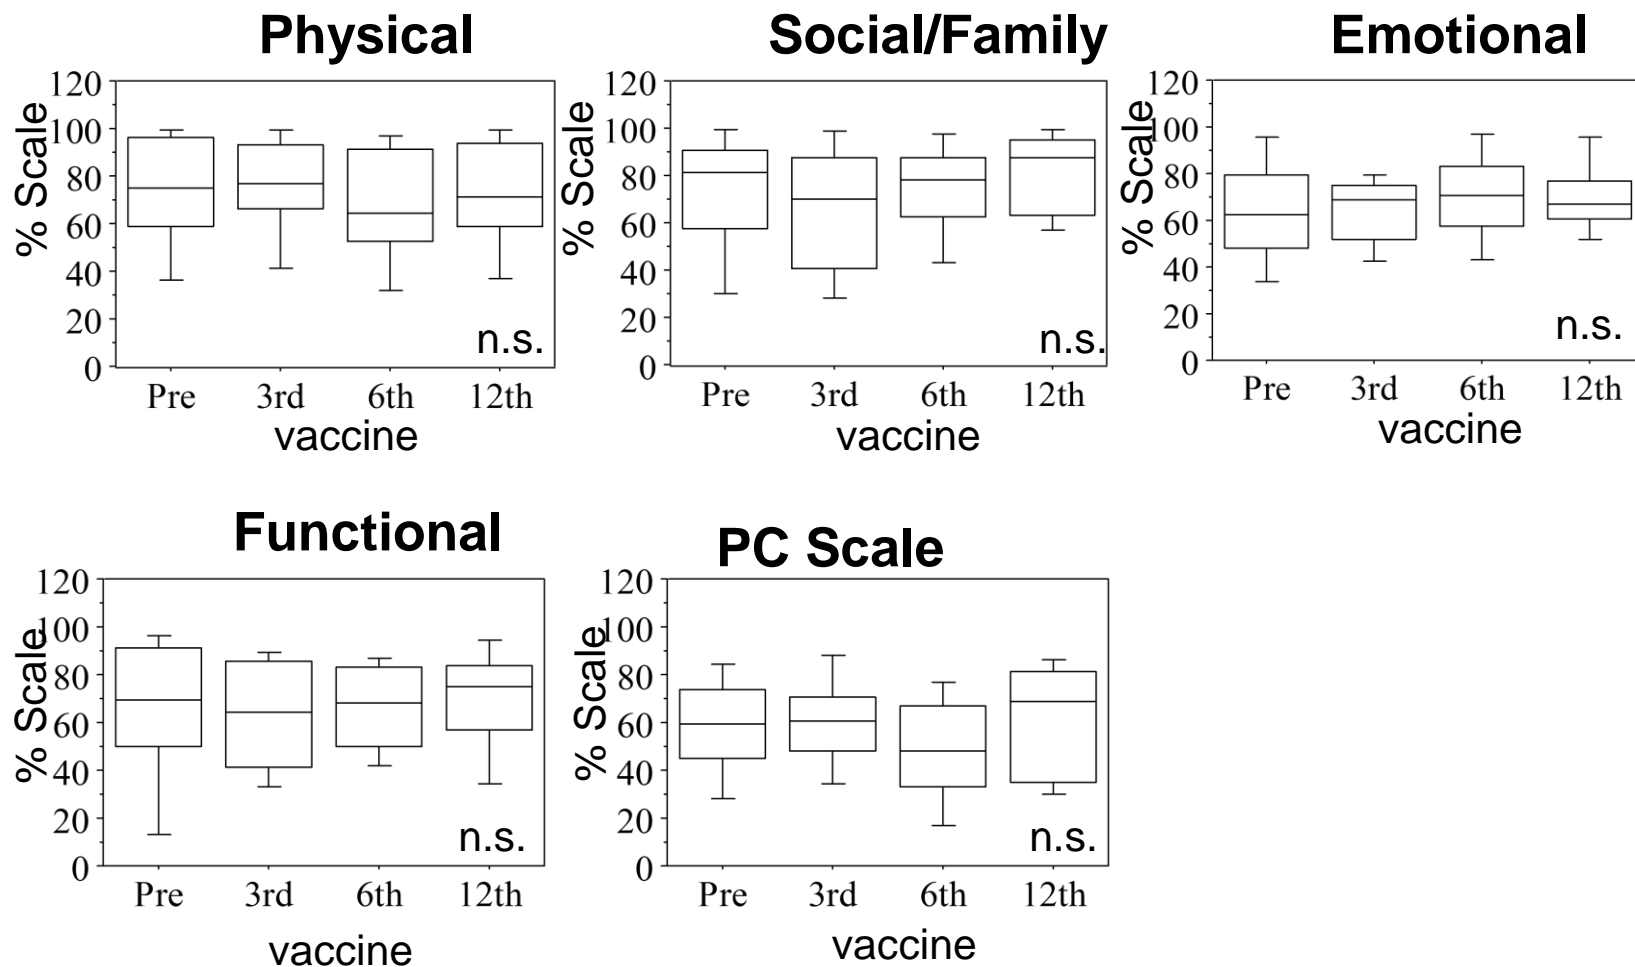 Physical
% Scale
120
100
80
60
40
20
0
n.s.
Pre 3rd 6th 12th
vaccine
Social/Family
% Scale
120
100
80
60
40
20
0
n.s.
Pre 3rd 6th 12th
vaccine
Emotional
% Scale
120
100
80
60
40
20
0
n.s.
Pre 3rd 6th 12th
vaccine
Functional
% Scale
120
100
80
60
40
20
0
n.s.
Pre 3rd 6th 12th
vaccine
PC Scale
% Scale
120
100
80
60
40
20
0
n.s.
Pre 3rd 6th 12th
vaccine